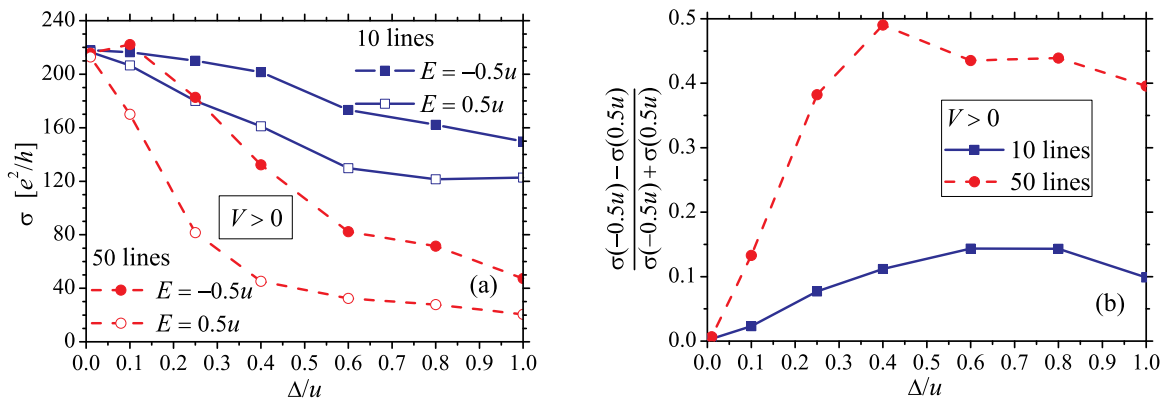 240
200
160
120
80
40
0
σ [e²/h]
(a)
10 lines
E = −0.5u
E = 0.5u
V > 0
50 lines
E = −0.5u
E = 0.5u
0.0 0.1 0.2 0.3 0.4 0.5 0.6 0.7 0.8 0.9 1.0
Δ/u
0.5
0.4
0.3
0.2
0.1
0.0
σ(−0.5u) − σ(0.5u)
σ(−0.5u) + σ(0.5u)
(b)
V > 0
10 lines
50 lines
0.0 0.1 0.2 0.3 0.4 0.5 0.6 0.7 0.8 0.9 1.0
Δ/u